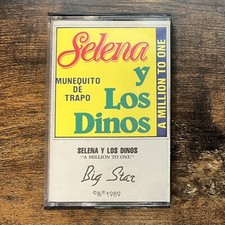 Selena
MUNEQUITO DE
TRAPO
y
Los
Dinos
A MILLION TO ONE
SELENA Y LOS DINOS
"A MILLION TO ONE"
Big Star
©℗1989